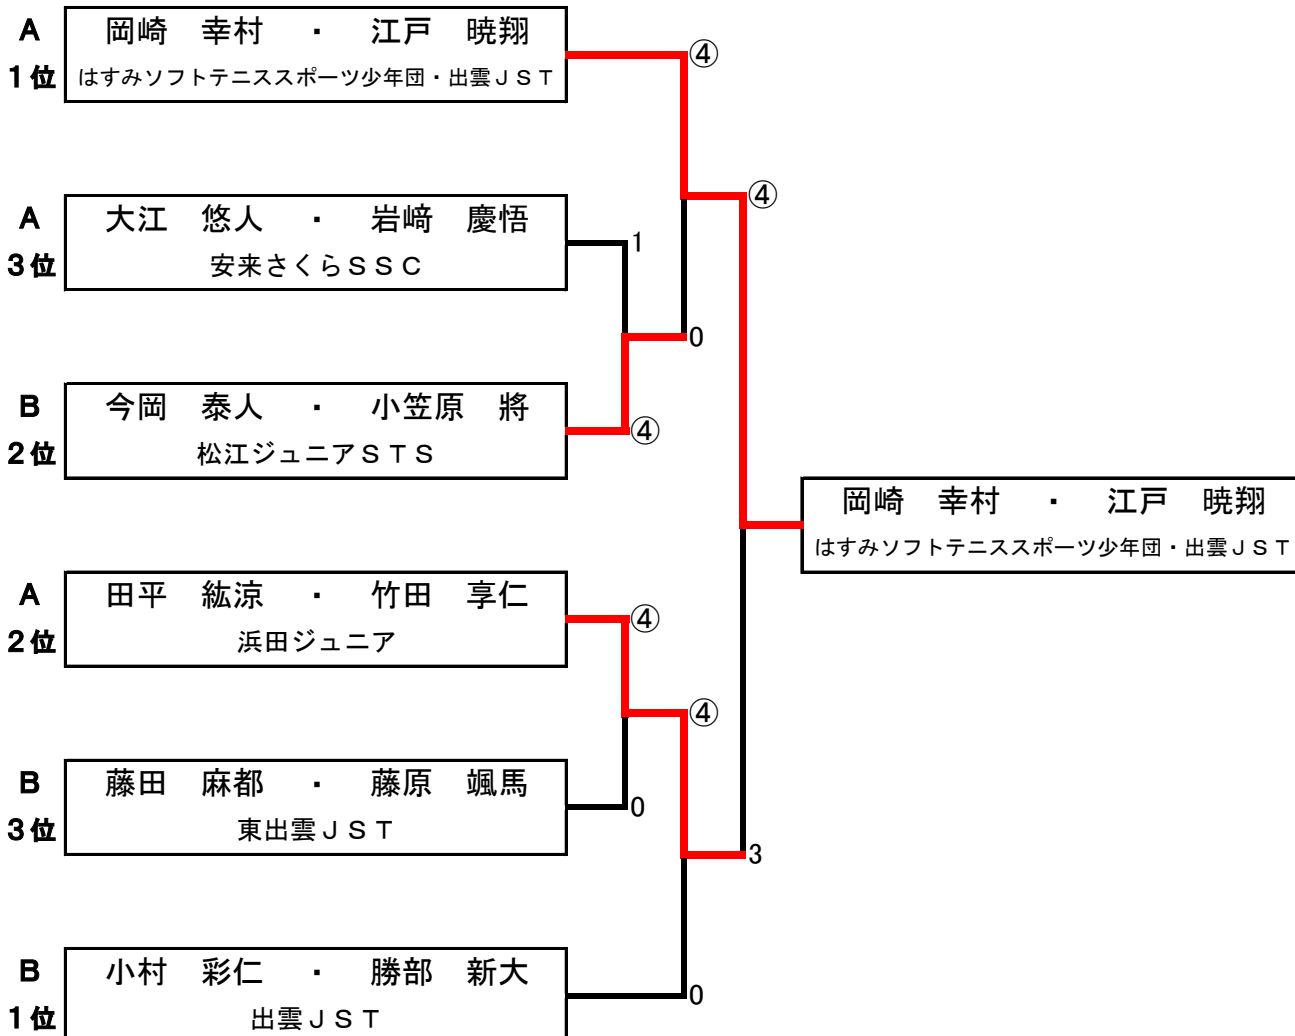 A
1位
岡崎　幸村　・　江戸　暁翔
はすみソフトテニススポーツ少年団・出雲ＪＳＴ
④
A
3位
大江　悠人　・　岩﨑　慶悟
安来さくらＳＳＣ
1
④
0
B
2位
今岡　泰人　・　小笠原　將
松江ジュニアＳＴＳ
④
岡崎　幸村　・　江戸　暁翔
はすみソフトテニススポーツ少年団・出雲ＪＳＴ
A
2位
田平　紘涼　・　竹田　享仁
浜田ジュニア
④
④
B
3位
藤田　麻都　・　藤原　颯馬
東出雲ＪＳＴ
0
3
B
1位
小村　彩仁　・　勝部　新大
出雲ＪＳＴ
0